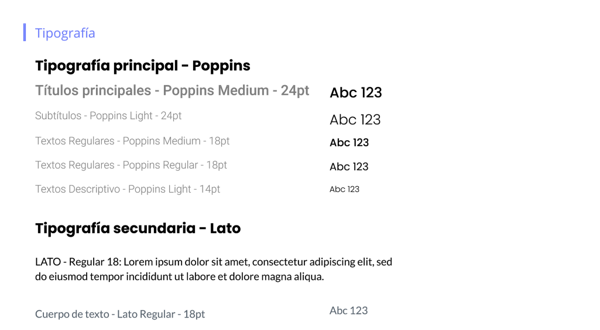 Tipografía
Tipografía principal - Poppins
Títulos principales - Poppins Medium - 24pt Abc 123
Subtítulos - Poppins Light - 24pt Abc 123
Textos Regulares - Poppins Medium - 18pt Abc 123
Textos Regulares - Poppins Regular - 18pt Abc 123
Textos Descriptivo - Poppins Light - 14pt Abc 123
Tipografía secundaria - Lato
LATO - Regular 18: Lorem ipsum dolor sit amet, consectetur adipiscing elit, sed
do eiusmod tempor incididunt ut labore et dolore magna aliqua.
Cuerpo de texto - Lato Regular - 18pt Abc 123